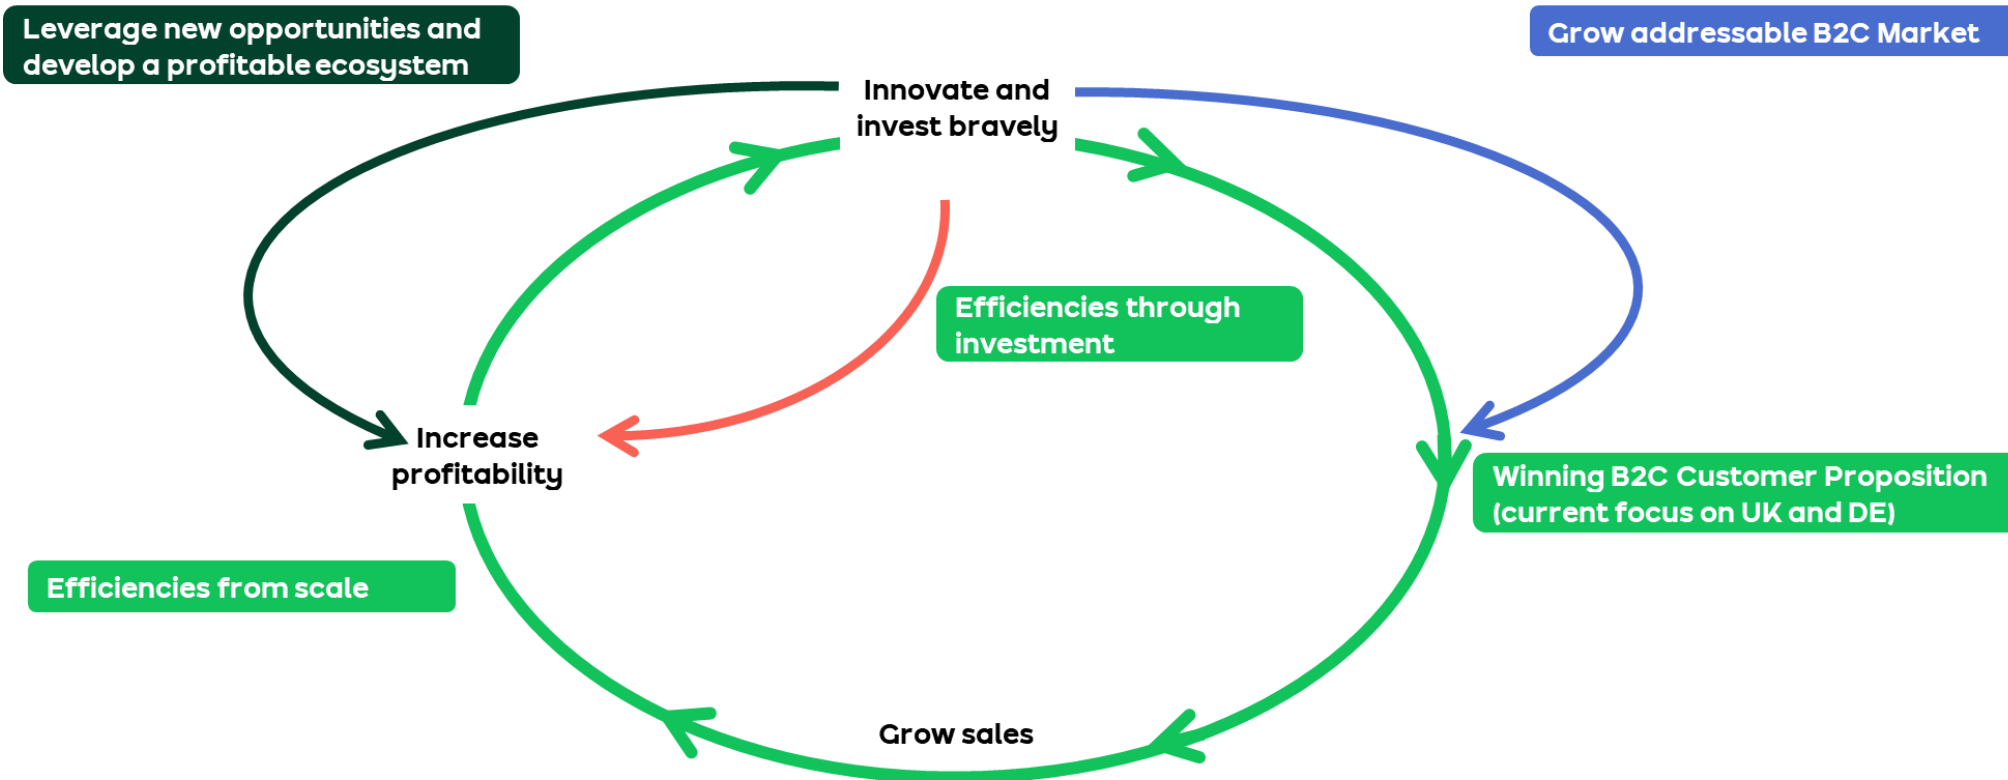 Leverage new opportunities and
develop a profitable ecosystem
Grow addressable B2C Market
Innovate and
invest bravely
Efficiencies through
investment
Increase
profitability
Winning B2C Customer Proposition
(current focus on UK and DE)
Efficiencies from scale
Grow sales